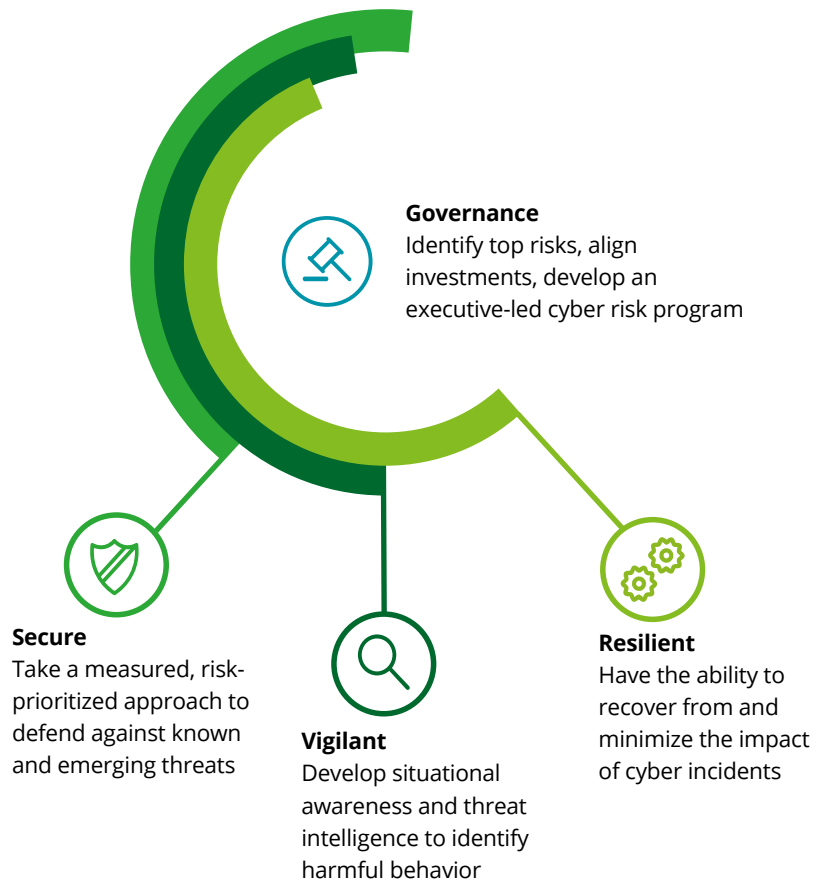 Governance
Identify top risks, align
investments, develop an
executive-led cyber risk program
Secure
Take a measured, risk-
prioritized approach to
defend against known
and emerging threats
Vigilant
Develop situational
awareness and threat
intelligence to identify
harmful behavior
Resilient
Have the ability to
recover from and
minimize the impact
of cyber incidents